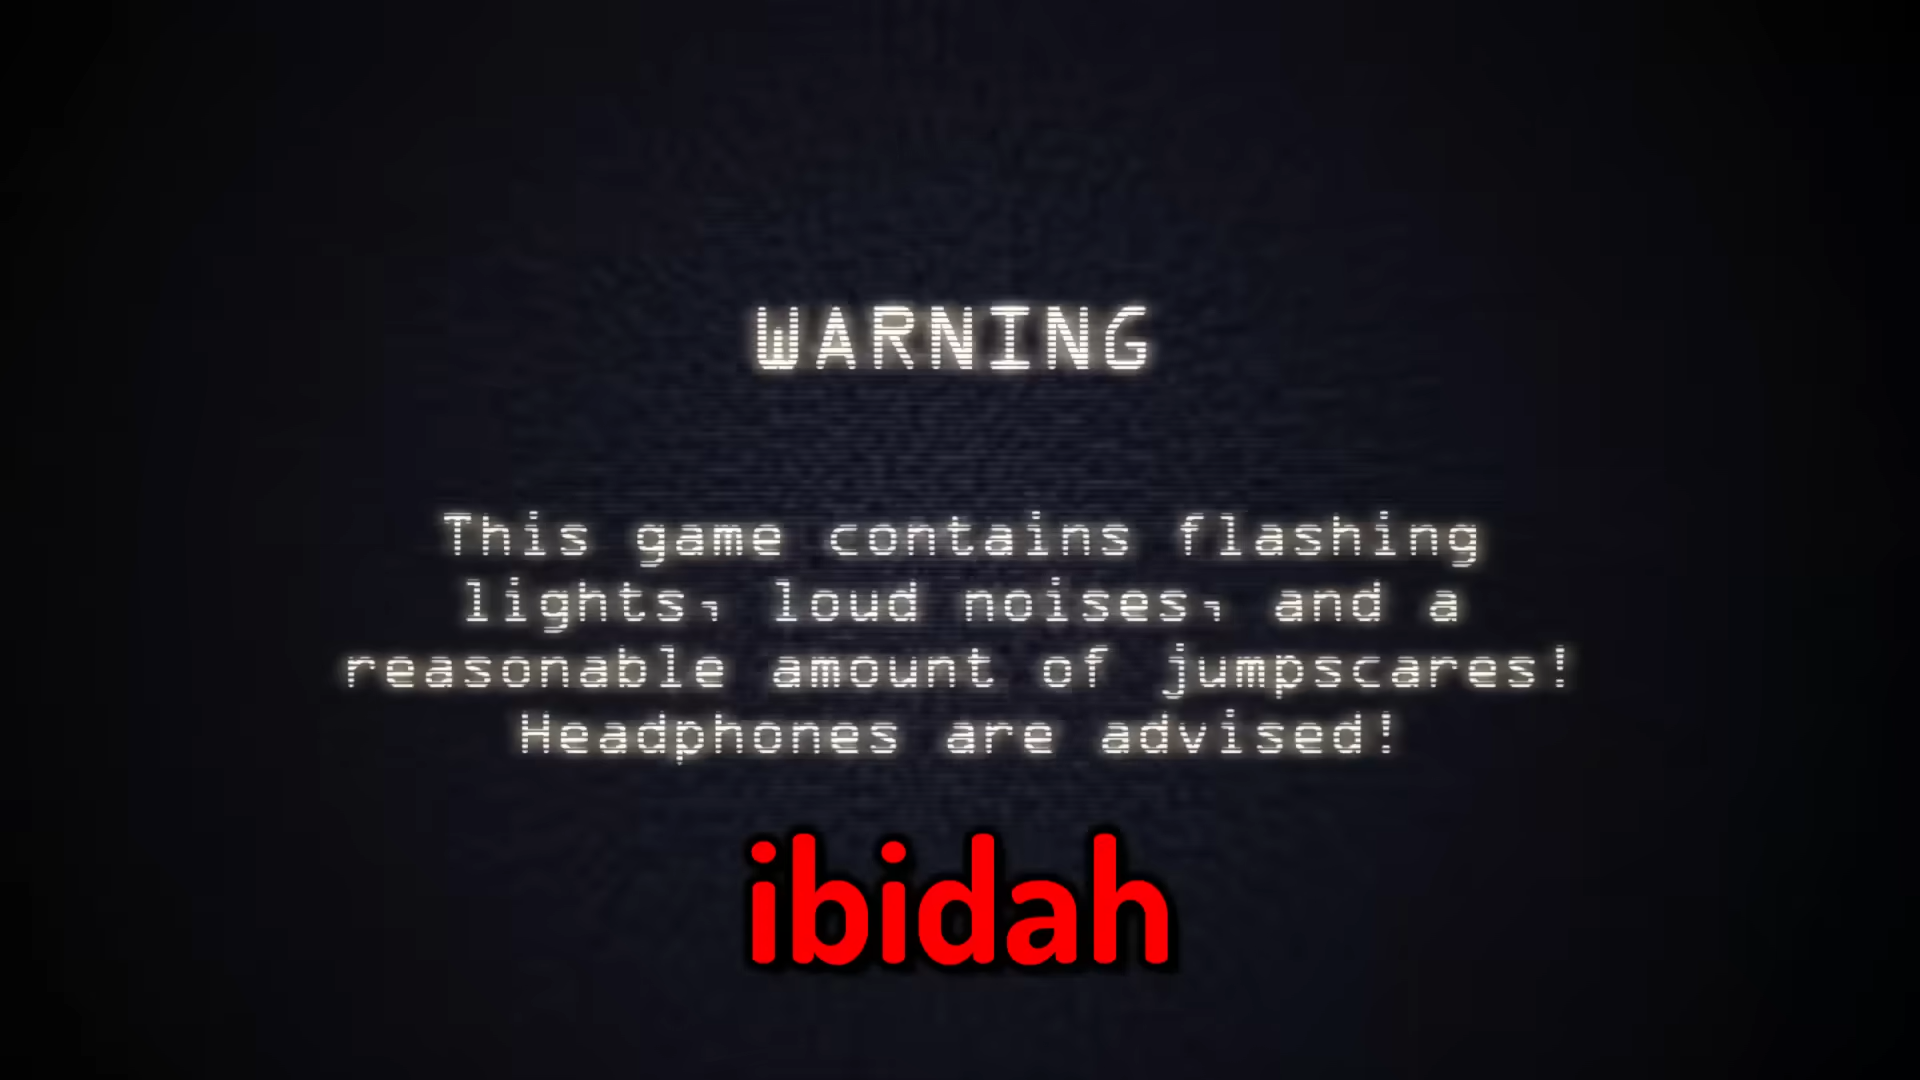 WARNING
This game contains flashing
lights, loud noises, and a
reasonable amount of jumpscares!
Headphones are advised!
ibidah